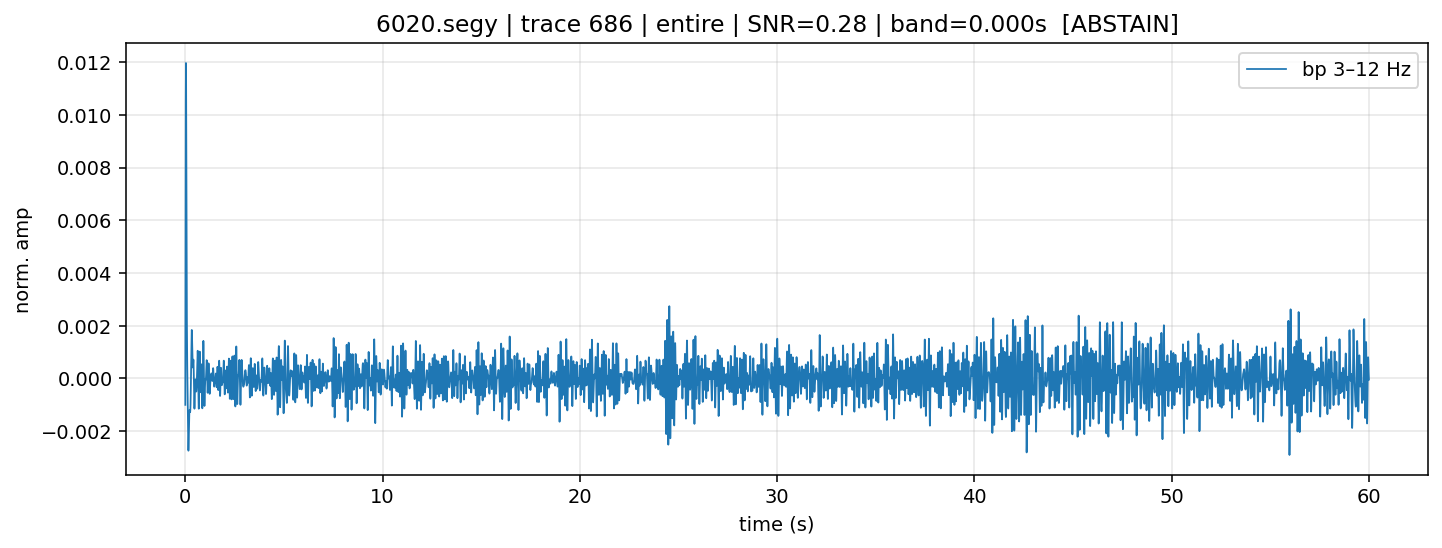 6020.segy | trace 686 | entire | SNR=0.28 | band=0.000s  [ABSTAIN]
bp 3–12 Hz
norm. amp
0.012
0.010
0.008
0.006
0.004
0.002
0.000
−0.002
0 10 20 30 40 50 60
time (s)